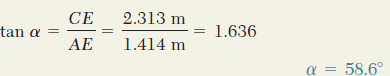 tan α = CE / AE = 2.313 m / 1.414 m = 1.636
α = 58.6°